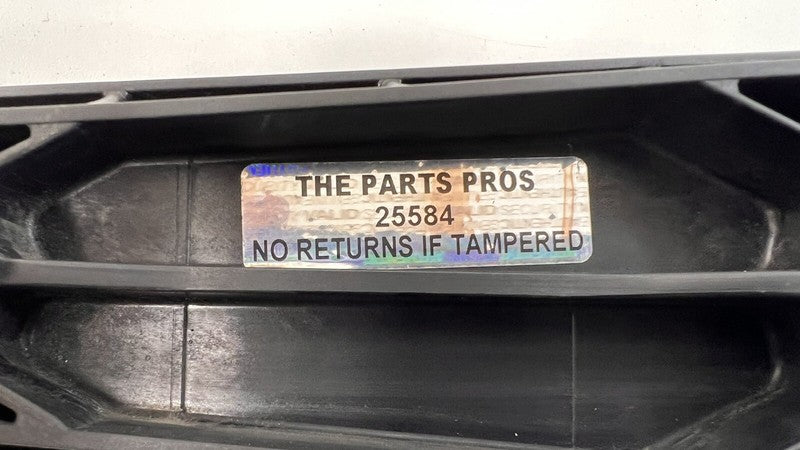 THE PARTS PROS
25584
NO RETURNS IF TAMPERED